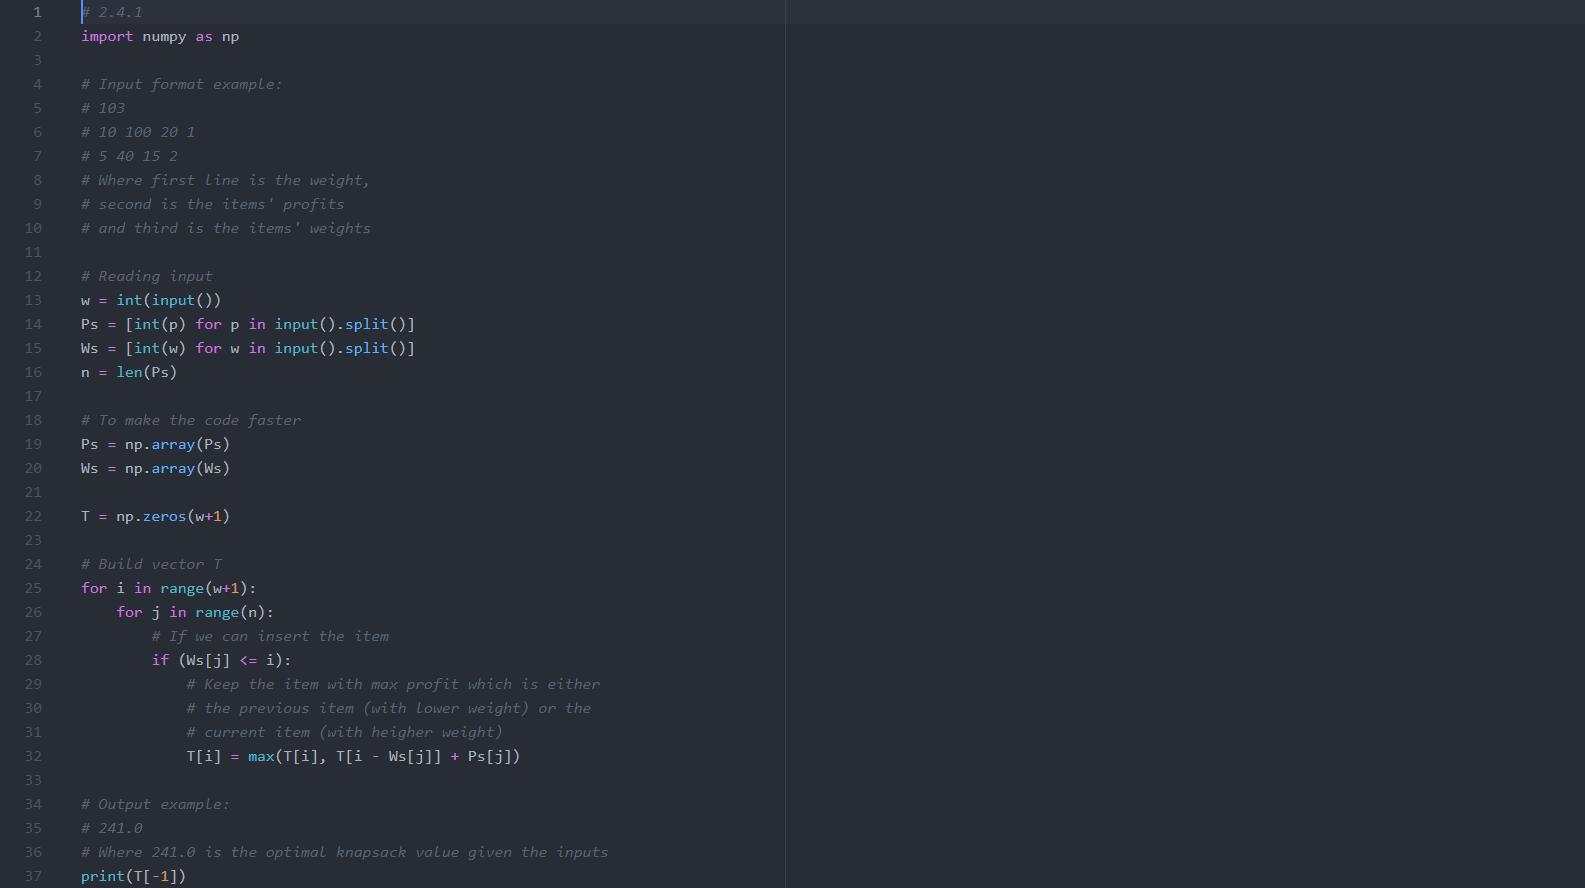 1 # 2.4.1
2 import numpy as np
3
4 # Input format example:
5 # 103
6 # 10 100 20 1
7 # 5 40 15 2
8 # Where first line is the weight,
9 # second is the items' profits
10 # and third is the items' weights
11
12 # Reading input
13 w = int(input())
14 Ps = [int(p) for p in input().split()]
15 Ws = [int(w) for w in input().split()]
16 n = len(Ps)
17
18 # To make the code faster
19 Ps = np.array(Ps)
20 Ws = np.array(Ws)
21
22 T = np.zeros(w+1)
23
24 # Build vector T
25 for i in range(w+1):
26     for j in range(n):
27         # If we can insert the item
28         if (Ws[j] <= i):
29             # Keep the item with max profit which is either
30             # the previous item (with lower weight) or the
31             # current item (with heigher weight)
32             T[i] = max(T[i], T[i - Ws[j]] + Ps[j])
33
34 # Output example:
35 # 241.0
36 # Where 241.0 is the optimal knapsack value given the inputs
37 print(T[-1])